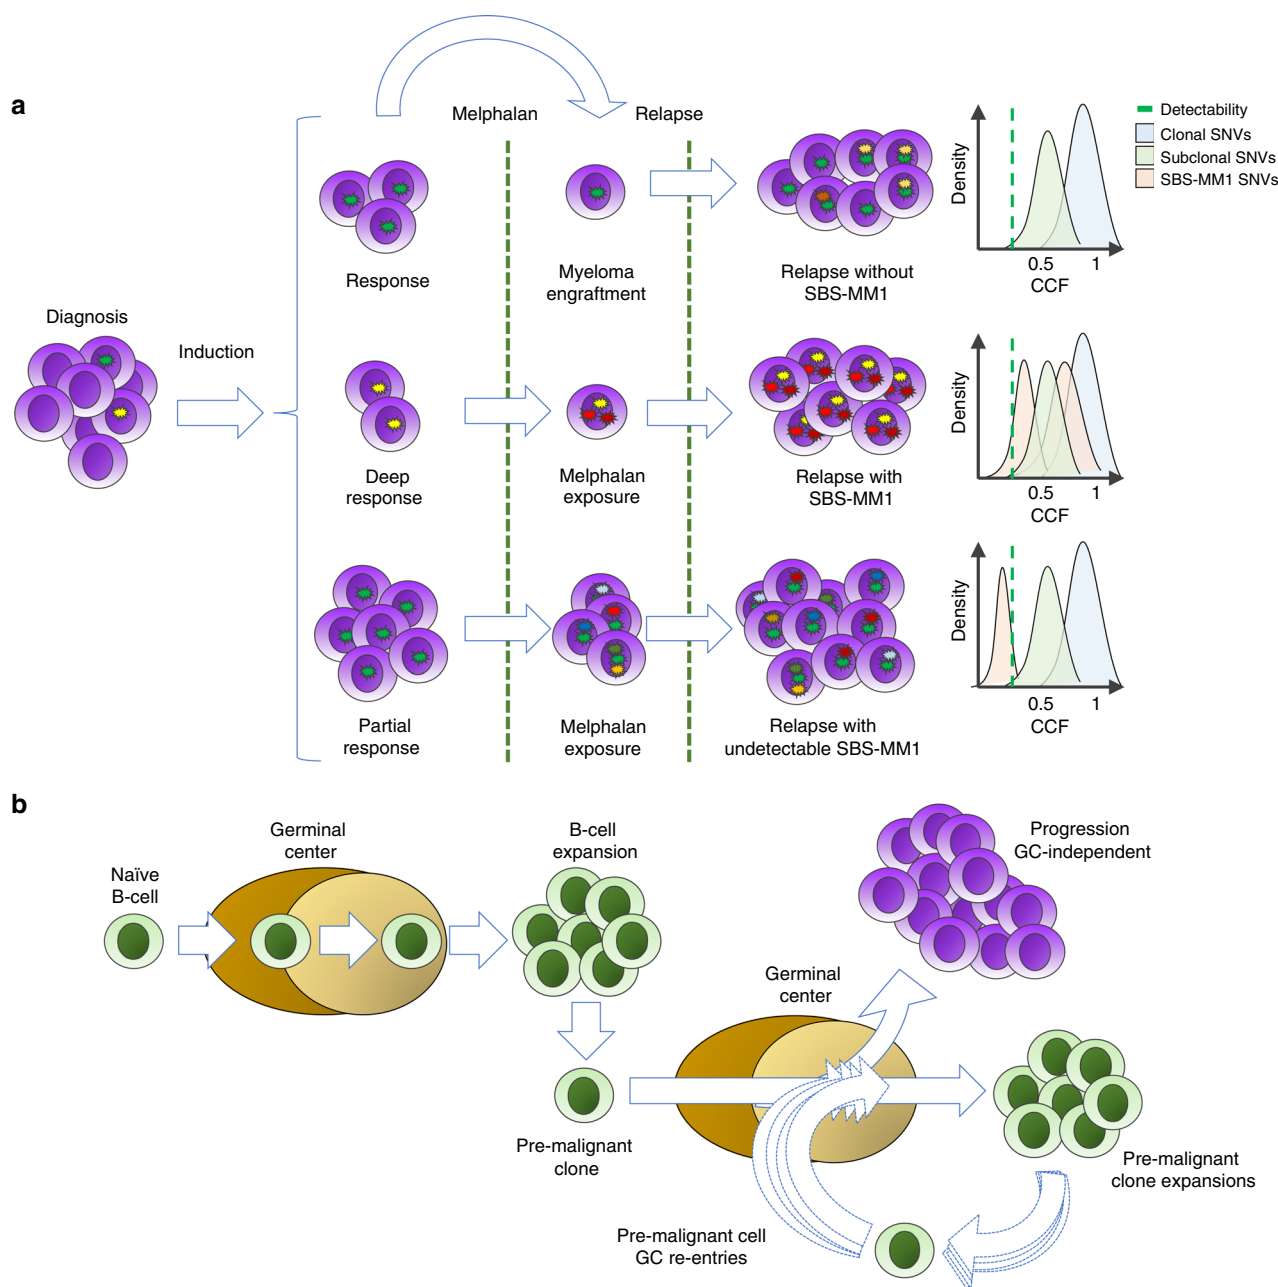 a
Melphalan
Relapse
Response
Myeloma
engraftment
Relapse without
SBS-MM1
Density
0.5
1
CCF
Detectability
Clonal SNVs
Subclonal SNVs
SBS-MM1 SNVs
Diagnosis
Induction
Deep
response
Melphalan
exposure
Relapse with
SBS-MM1
Density
0.5
1
CCF
Partial
response
Melphalan
exposure
Relapse with
undetectable SBS-MM1
Density
0.5
1
CCF
b
Naïve
B-cell
Germinal
center
B-cell
expansion
Progression
GC-independent
Pre-malignant
clone
Germinal
center
Pre-malignant
clone expansions
Pre-malignant cell
GC re-entries